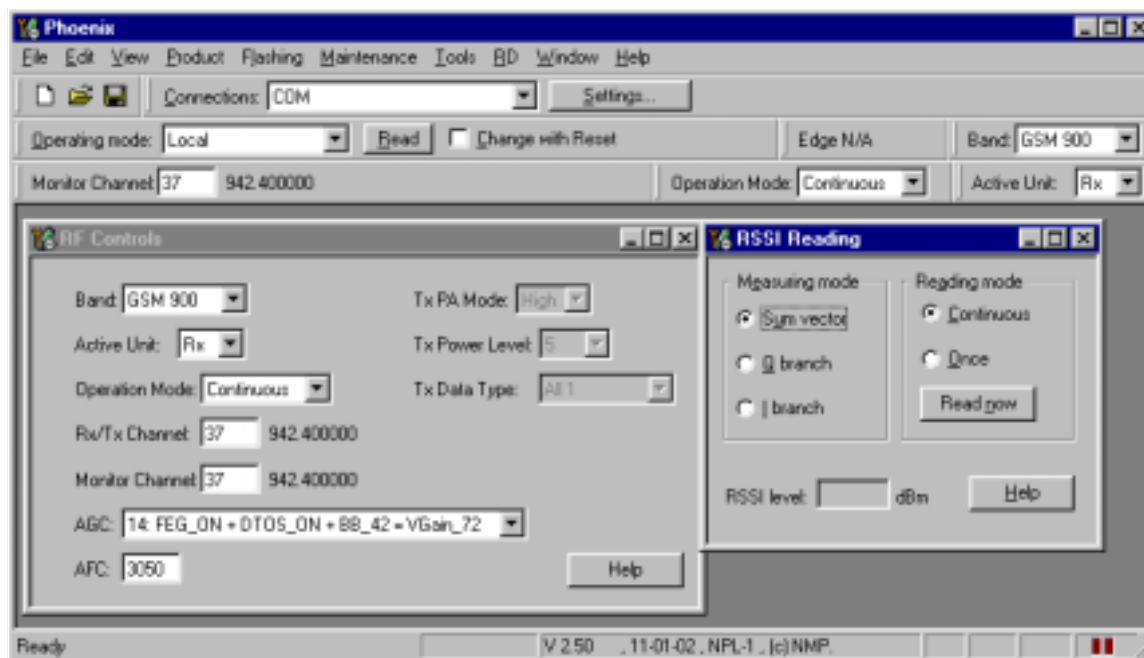 Phoenix
File Edit View Product Flashing Maintenance Tools RD Window Help
Connections: COM Settings...
Operating mode: Local Read Change with Reset Edge N/A Band: GSM 900
Monitor Channel: 37 942.400000 Operation Mode: Continuous Active Unit: Rx
RF Controls
Band: GSM 900 Tx PA Mode: High
Active Unit: Rx Tx Power Level: 5
Operation Mode: Continuous Tx Data Type: All 1
Rx/Tx Channel: 37 942.400000
Monitor Channel: 37 942.400000
AGC: 14: FEG_ON + DTOS_ON + BB_42 = VGain_72
AFC: 3050 Help
RSSI Reading
Measuring mode Reading mode
Sum vector Continuous
Q branch Once
I branch Read now
RSSI level: dBm Help
Ready V 2.50 , 11-01-02 , NPL-1 , (c) NMP.